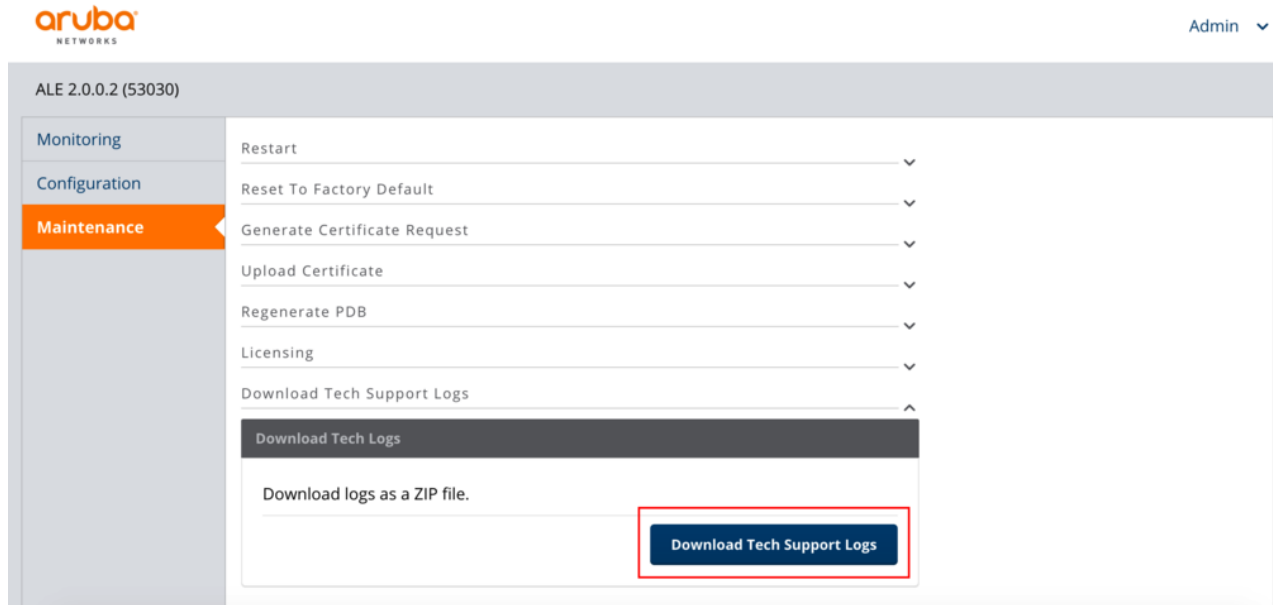 aruba
NETWORKS
Admin
ALE 2.0.0.2 (53030)
Monitoring
Configuration
Maintenance
Restart
Reset To Factory Default
Generate Certificate Request
Upload Certificate
Regenerate PDB
Licensing
Download Tech Support Logs
Download Tech Logs
Download logs as a ZIP file.
Download Tech Support Logs